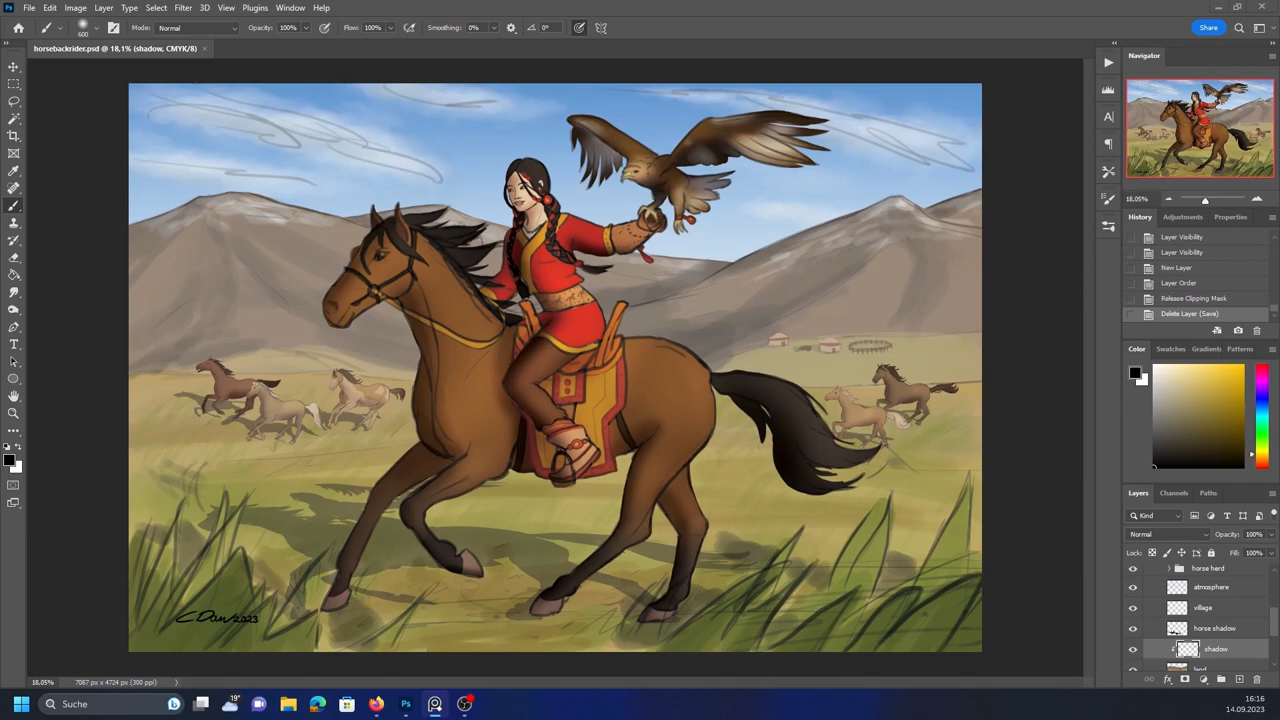 File Edit Image Layer Type Select Filter 3D View Plugins Window Help
600 Mode: Normal Opacity: 100% Flow: 100% Smoothing: 0% 0° Share
horsebackrider.psd @ 18,1% (shadow, CMYK/8) ×
Navigator
18,05%
History Adjustments Properties
Layer Visibility
Layer Visibility
New Layer
Layer Order
Release Clipping Mask
Delete Layer (Save)
Color Swatches Gradients Patterns
Layers Channels Paths
Kind
Normal Opacity: 100%
Lock: Fill: 100%
horse herd
atmosphere
village
horse shadow
shadow
land
C Dan 2023
18,05% 7087 px x 4724 px (300 ppi)
Suche 19° 16:16
14.09.2023